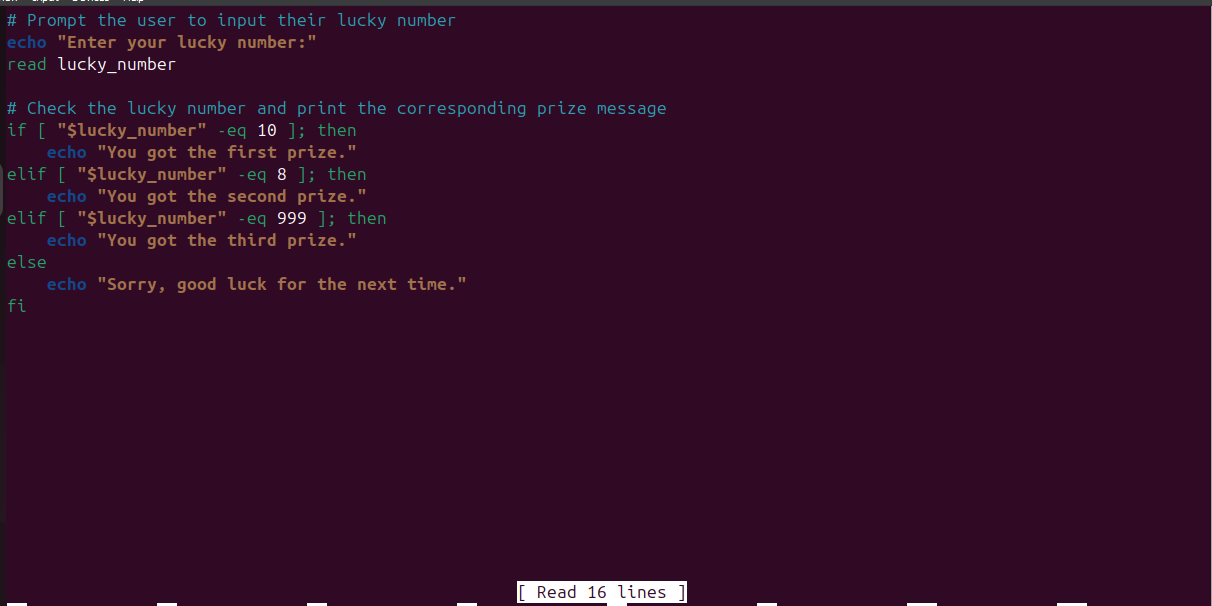 # Prompt the user to input their lucky number
echo "Enter your lucky number:"
read lucky_number
# Check the lucky number and print the corresponding prize message
if [ "$lucky_number" -eq 10 ]; then
    echo "You got the first prize."
elif [ "$lucky_number" -eq 8 ]; then
    echo "You got the second prize."
elif [ "$lucky_number" -eq 999 ]; then
    echo "You got the third prize."
else
    echo "Sorry, good luck for the next time."
fi
[ Read 16 lines ]